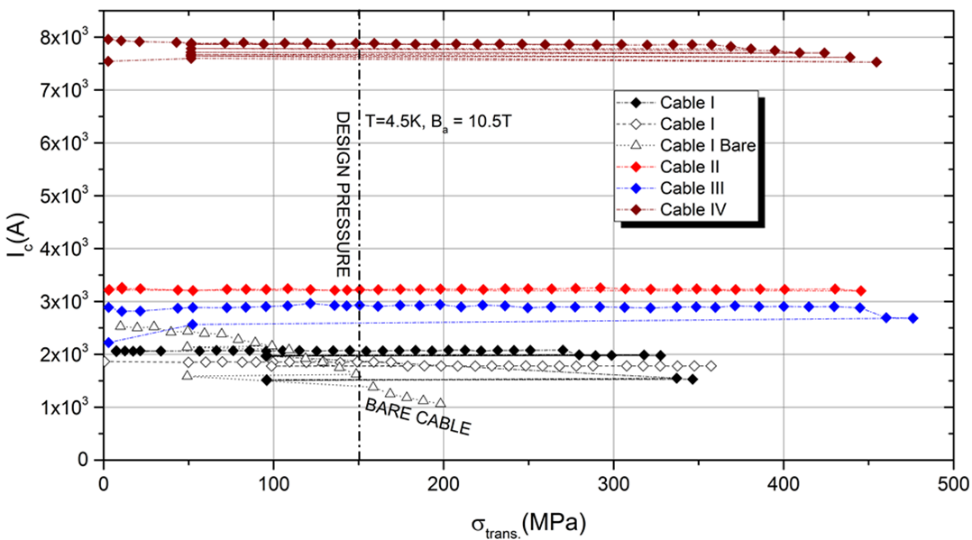 8x10³
7x10³
6x10³
5x10³
4x10³
3x10³
2x10³
1x10³
0
I_c(A)
DESIGN PRESSURE
T=4.5K, B_a = 10.5T
Cable I
Cable I
Cable I Bare
Cable II
Cable III
Cable IV
BARE CABLE
0 100 200 300 400 500
σ_trans.(MPa)